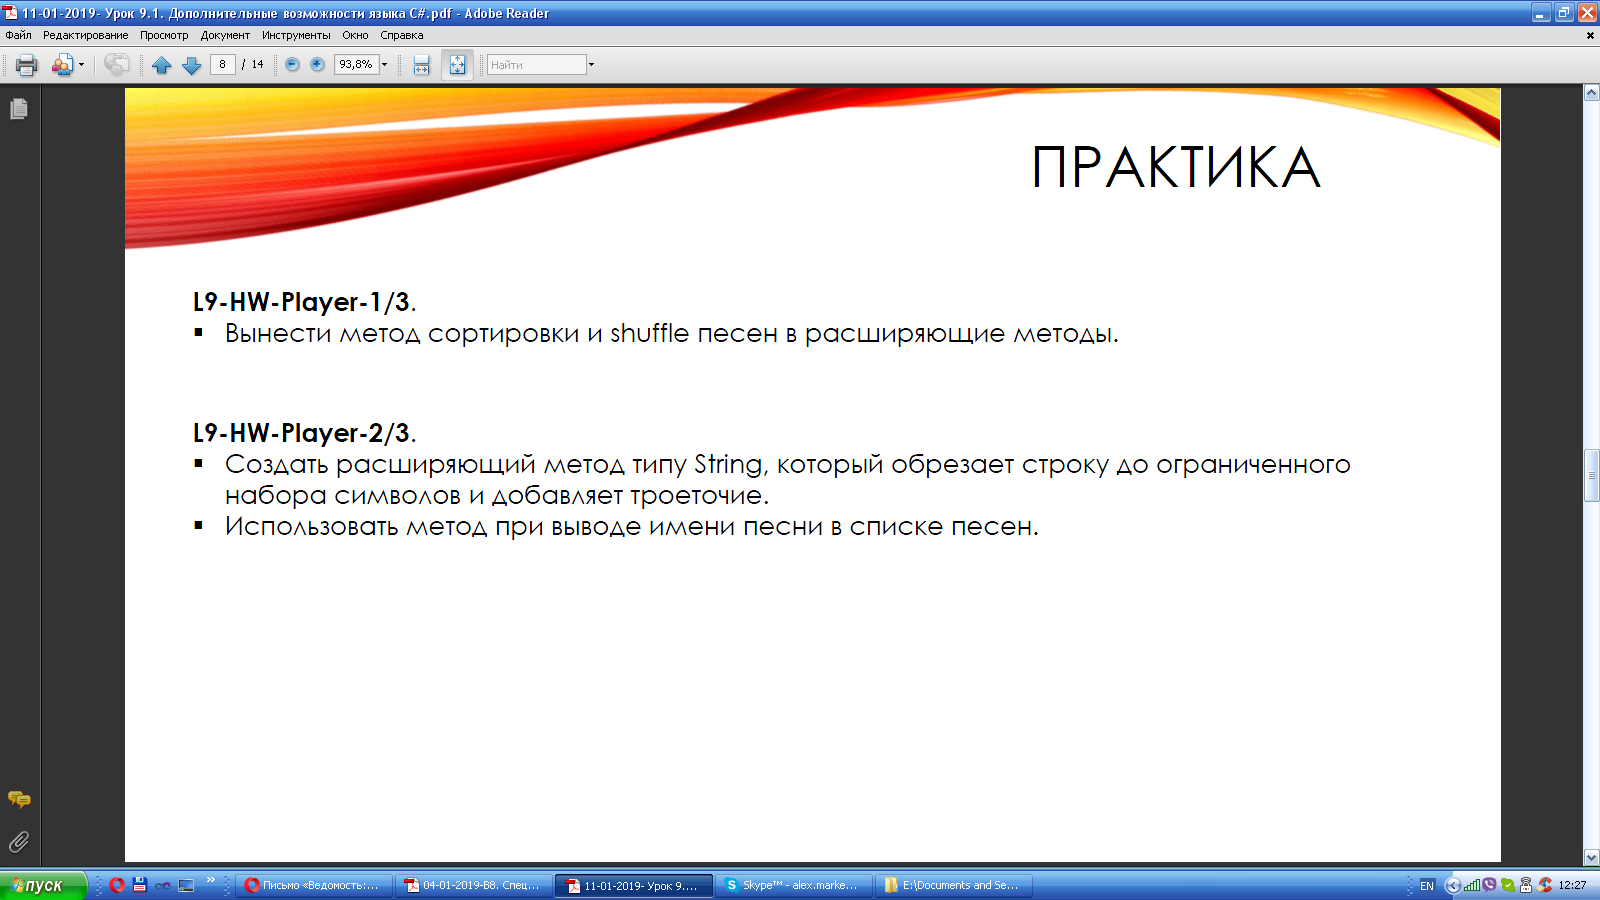 11-01-2019- Урок 9.1. Дополнительные возможности языка C#.pdf - Adobe Reader
Файл Редактирование Просмотр Документ Инструменты Окно Справка
8 / 14 93,8% Найти
ПРАКТИКА
L9-HW-Player-1/3.
▪ Вынести метод сортировки и shuffle песен в расширяющие методы.
L9-HW-Player-2/3.
▪ Создать расширяющий метод типу String, который обрезает строку до ограниченного
набора символов и добавляет троеточие.
▪ Использовать метод при выводе имени песни в списке песен.
пуск » Письмо «Ведомость:... 04-01-2019-B8. Спец... 11-01-2019- Урок 9.... Skype™ - alex.marke... E:\Documents and Se... EN 12:27